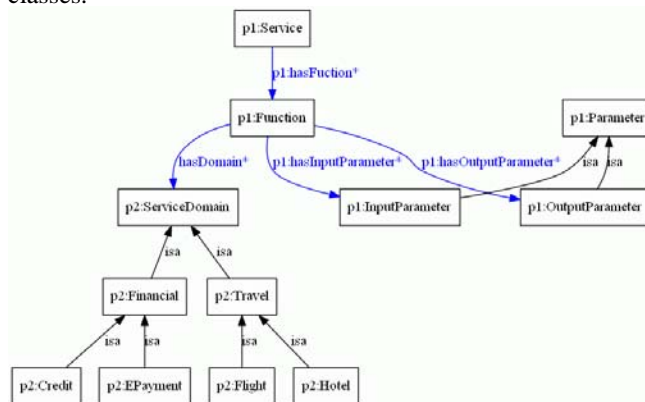 classes.
p1:Service
p1:hasFuction*
p1:Function
p1:Parameter
hasDomain*
p1:hasInputParameter*
p1:hasOutputParameter*
isa
isa
p2:ServiceDomain
p1:InputParameter
p1:OutputParameter
isa
isa
p2:Financial
p2:Travel
isa
isa
isa
isa
p2:Credit
p2:EPayment
p2:Flight
p2:Hotel